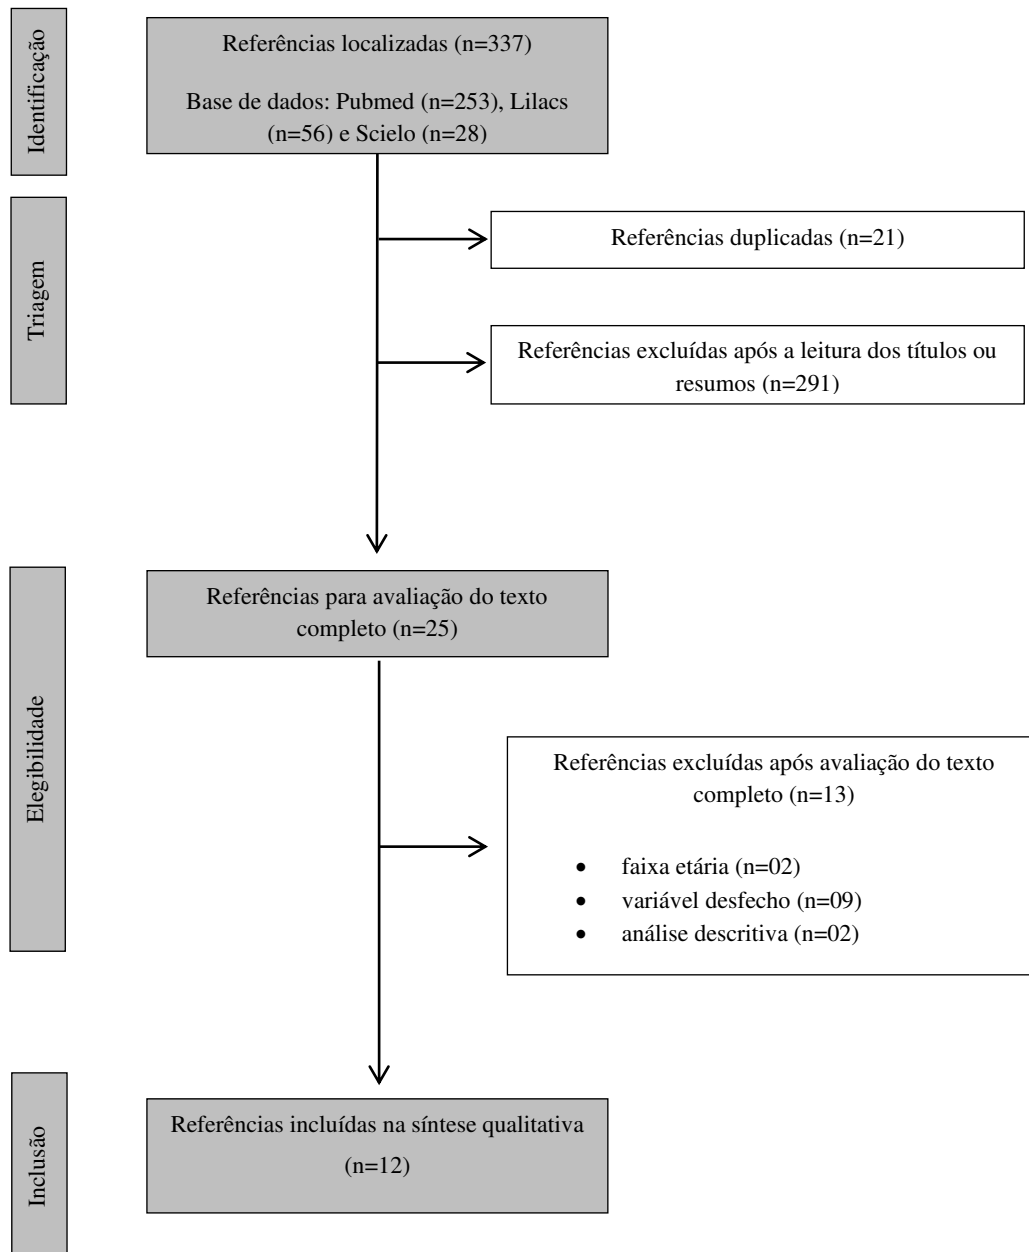 Identificação
Referências localizadas (n=337)
Base de dados: Pubmed (n=253), Lilacs
(n=56) e Scielo (n=28)
Triagem
Referências duplicadas (n=21)
Referências excluídas após a leitura dos títulos ou
resumos (n=291)
Elegibilidade
Referências para avaliação do texto
completo (n=25)
Referências excluídas após avaliação do texto
completo (n=13)
• faixa etária (n=02)
• variável desfecho (n=09)
• análise descritiva (n=02)
Inclusão
Referências incluídas na síntese qualitativa
(n=12)